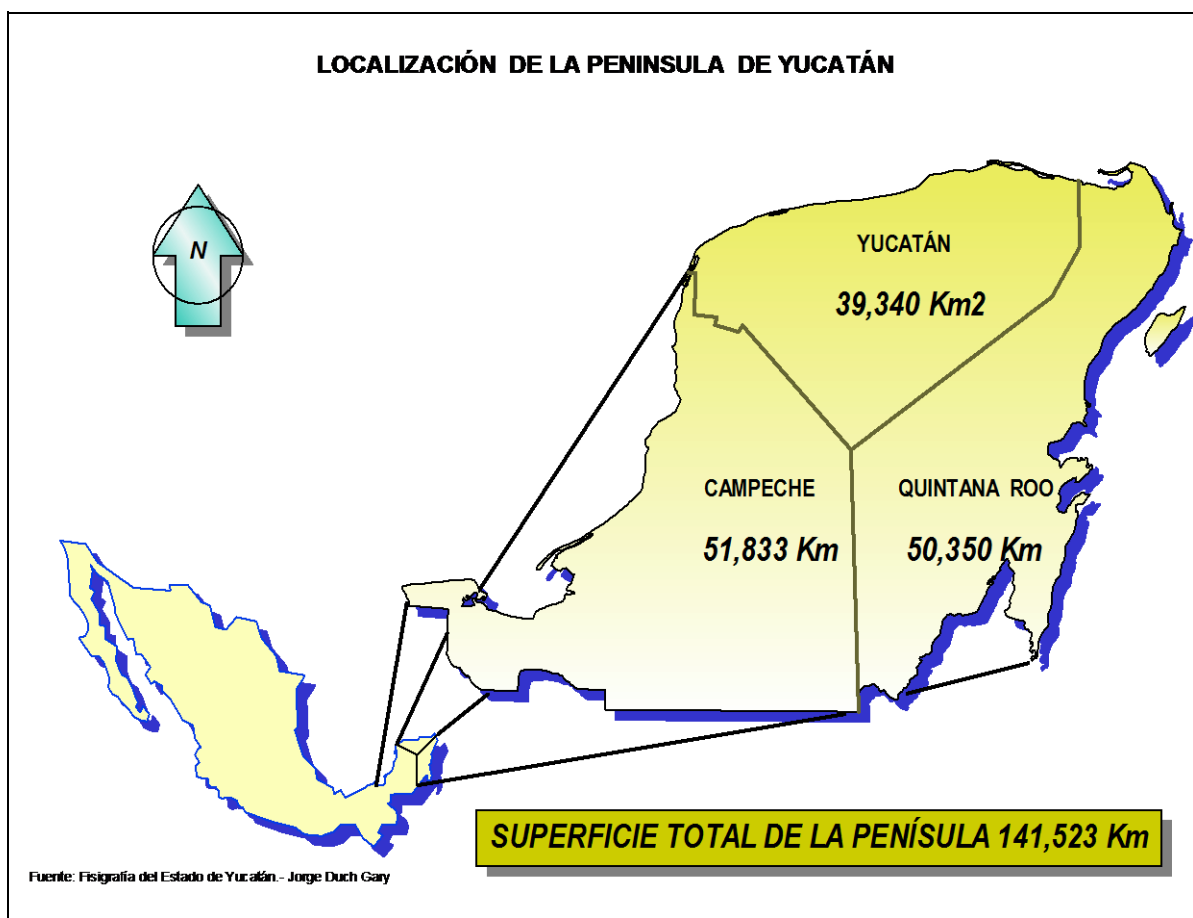 LOCALIZACIÓN DE LA PENINSULA DE YUCATÁN
N
YUCATÁN
39,340 Km2
CAMPECHE
51,833 Km
QUINTANA ROO
50,350 Km
SUPERFICIE TOTAL DE LA PENÍSULA 141,523 Km
Fuente: Fisigrafía del Estado de Yucatán.- Jorge Duch Gary